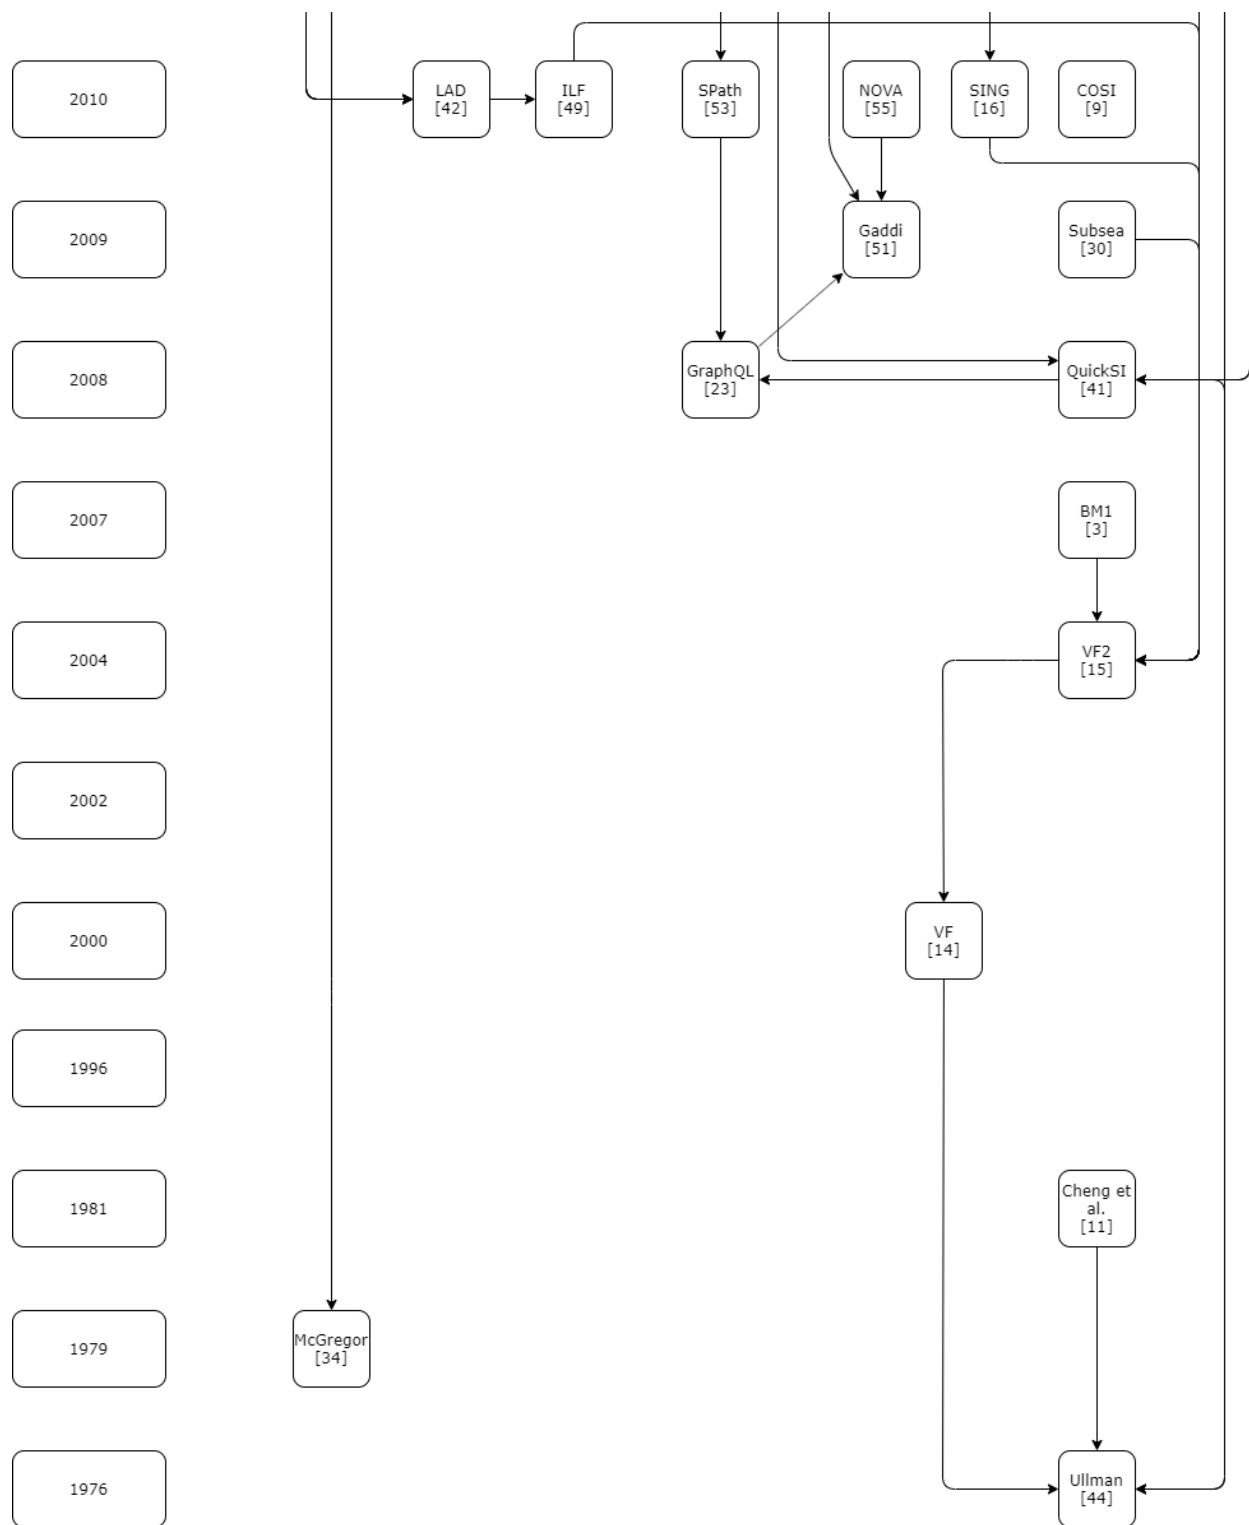 2010
LAD
[42]
ILF
[49]
SPath
[53]
NOVA
[55]
SING
[16]
COSI
[9]
2009
Gaddi
[51]
Subsea
[30]
2008
GraphQL
[23]
QuickSI
[41]
2007
BM1
[3]
2004
VF2
[15]
2002
2000
VF
[14]
1996
1981
Cheng et
al.
[11]
1979
McGregor
[34]
1976
Ullman
[44]